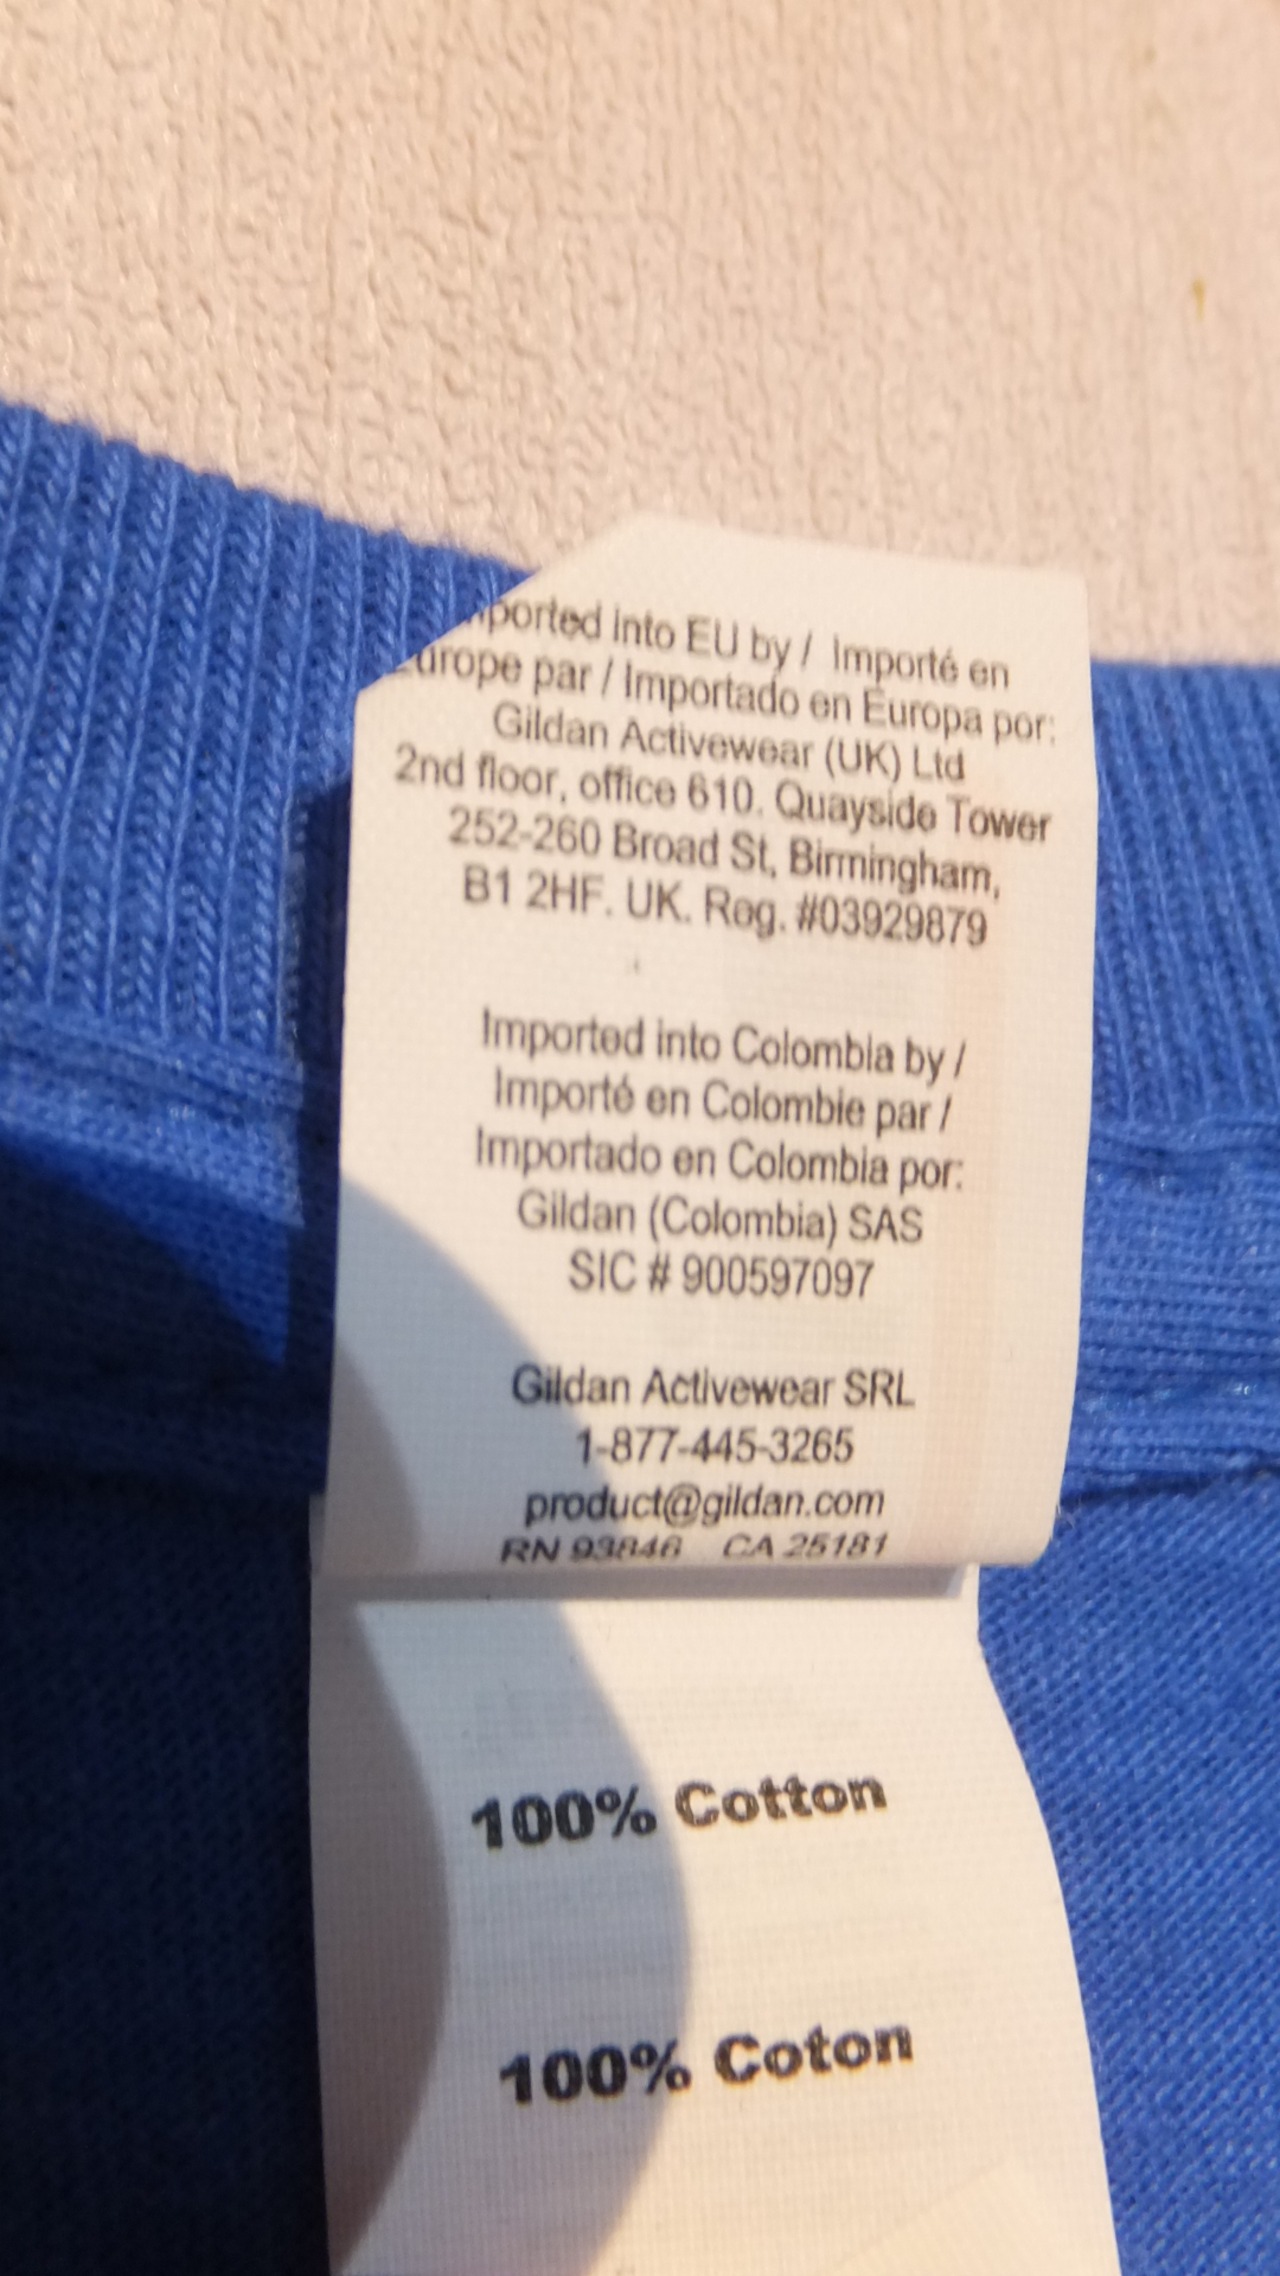 into EU by / Importé en
par / Importado en Europa por:
Gildan Activewear (UK) Ltd
2nd floor, office 610. Quayside Tower
252-260 Broad St, Birmingham,
B1 2HF. UK. Reg. #03929879
Imported into Colombia by /
Importé en Colombie par /
Importado en Colombia por:
Gildan (Colombia) SAS
SIC # 900597097
Gildan Activewear SRL
1-877-445-3265
product@gildan.com
RN 93846 CA 25181
100% Cotton
100% Coton